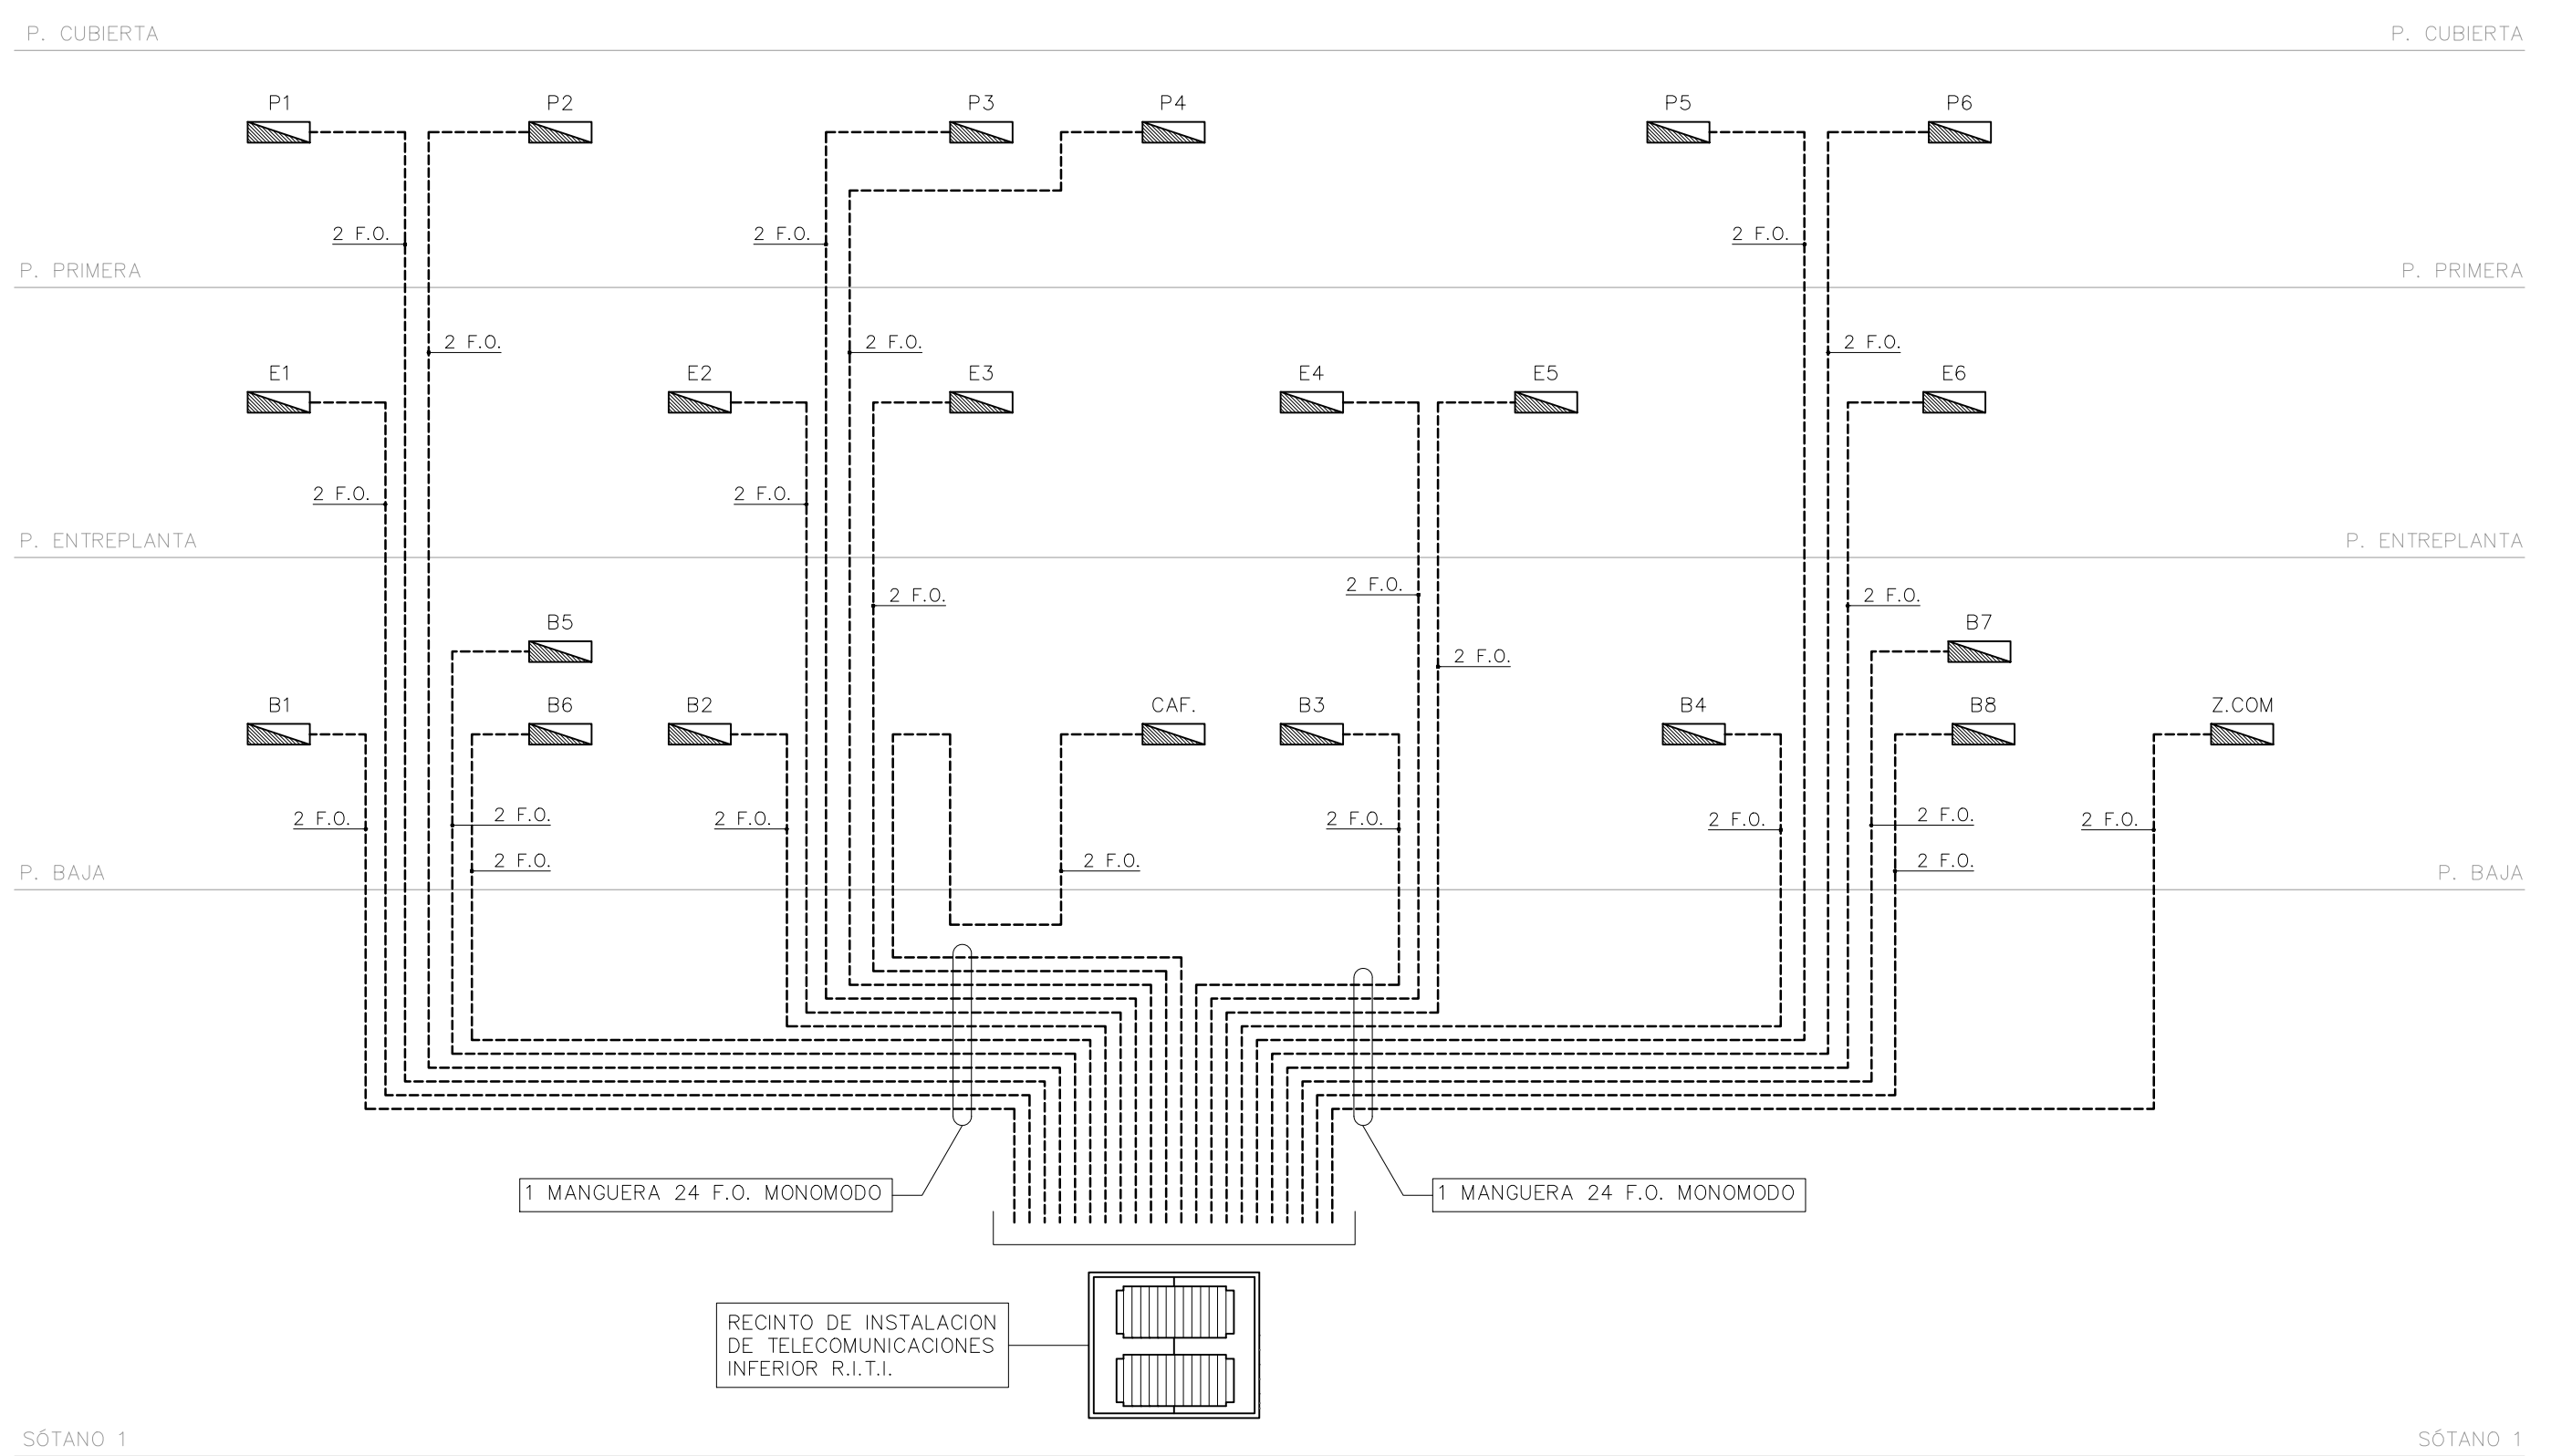 P. CUBIERTA P. CUBIERTA
P1 P2 P3 P4 P5 P6
2 F.O. 2 F.O. 2 F.O.
P. PRIMERA P. PRIMERA
2 F.O. 2 F.O. 2 F.O.
E1 E2 E3 E4 E5 E6
2 F.O. 2 F.O.
P. ENTREPLANTA P. ENTREPLANTA
2 F.O. 2 F.O. 2 F.O.
B5 B7
2 F.O.
B1 B6 B2 CAF. B3 B4 B8 Z.COM
2 F.O. 2 F.O. 2 F.O. 2 F.O. 2 F.O. 2 F.O. 2 F.O.
2 F.O. 2 F.O. 2 F.O.
P. BAJA P. BAJA
1 MANGUERA 24 F.O. MONOMODO 1 MANGUERA 24 F.O. MONOMODO
RECINTO DE INSTALACION
DE TELECOMUNICACIONES
INFERIOR R.I.T.I.
SÓTANO 1 SÓTANO 1